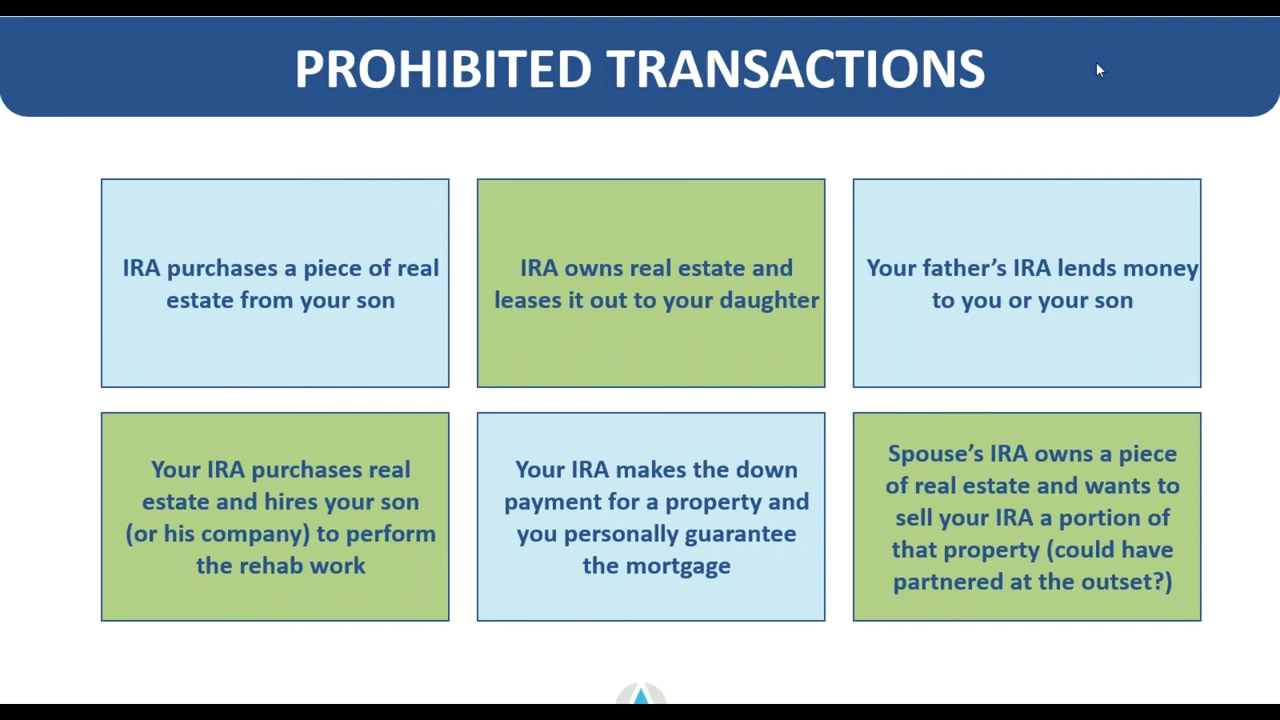 PROHIBITED TRANSACTIONS
IRA purchases a piece of real
estate from your son
IRA owns real estate and
leases it out to your daughter
Your father’s IRA lends money
to you or your son
Your IRA purchases real
estate and hires your son
(or his company) to perform
the rehab work
Your IRA makes the down
payment for a property and
you personally guarantee
the mortgage
Spouse’s IRA owns a piece
of real estate and wants to
sell your IRA a portion of
that property (could have
partnered at the outset?)